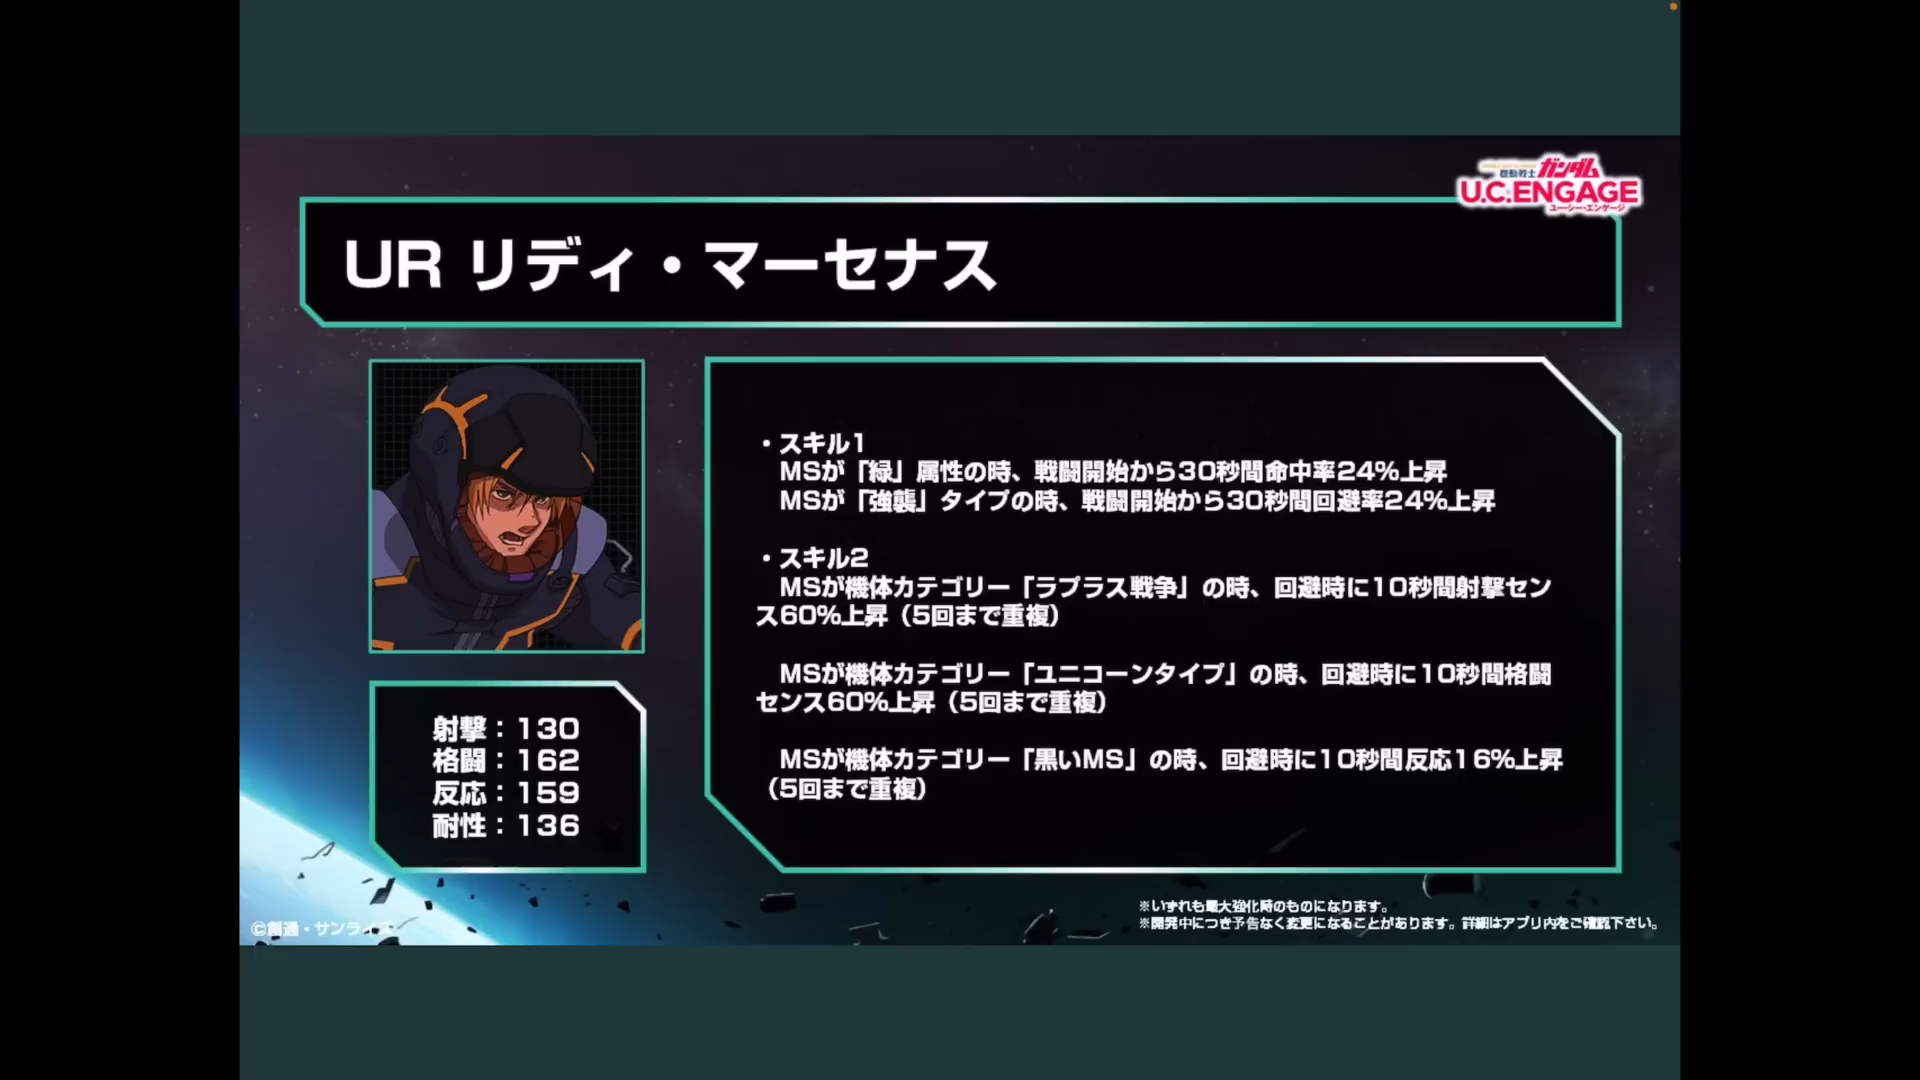 機動戦士ガンダム
U.C.ENGAGE
ユー.シー.エンゲージ
UR リディ・マーセナス
・スキル1
MSが「緑」属性の時、戦闘開始から30秒間命中率24%上昇
MSが「強襲」タイプの時、戦闘開始から30秒間回避率24%上昇
・スキル2
MSが機体カテゴリー「ラプラス戦争」の時、回避時に10秒間射撃セン
ス60%上昇（5回まで重複）
MSが機体カテゴリー「ユニコーンタイプ」の時、回避時に10秒間格闘
センス60%上昇（5回まで重複）
MSが機体カテゴリー「黒いMS」の時、回避時に10秒間反応16%上昇
（5回まで重複）
射撃：130
格闘：162
反応：159
耐性：136
※いずれも最大強化時のものになります。
※開発中につき予告なく変更になることがあります。詳細はアプリ内をご確認下さい。
©創通・サンライズ